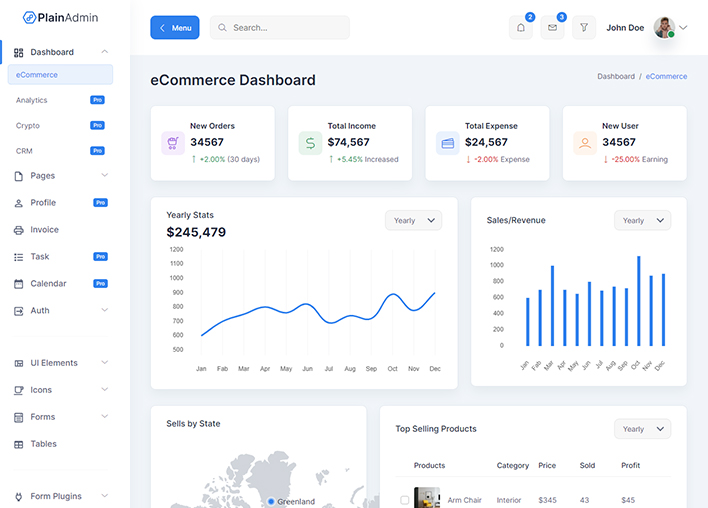 PlainAdmin
Dashboard
eCommerce
Analytics Pro
Crypto Pro
CRM Pro
Pages
Profile Pro
Invoice
Task Pro
Calendar Pro
Auth
UI Elements
Icons
Forms
Tables
Form Plugins
Menu
Search...
2
3
John Doe
eCommerce Dashboard
Dashboard / eCommerce
New Orders
34567
↑ +2.00% (30 days)
Total Income
$74,567
↑ +5.45% Increased
Total Expense
$24,567
↓ -2.00% Expense
New User
34567
↓ -25.00% Earning
Yearly Stats
$245,479
Yearly
1200
1100
1000
900
800
700
600
500
Jan Fab Mar Apr May Jun Jul Aug Sep Oct Nov Dec
Sales/Revenue
Yearly
1200
1000
800
600
400
200
0
Jan Fab Mar Apr May Jun Jul Aug Sep Oct Nov Dec
Sells by State
Greenland
Top Selling Products
Yearly
Products Category Price Sold Profit
Arm Chair Interior $345 43 $45